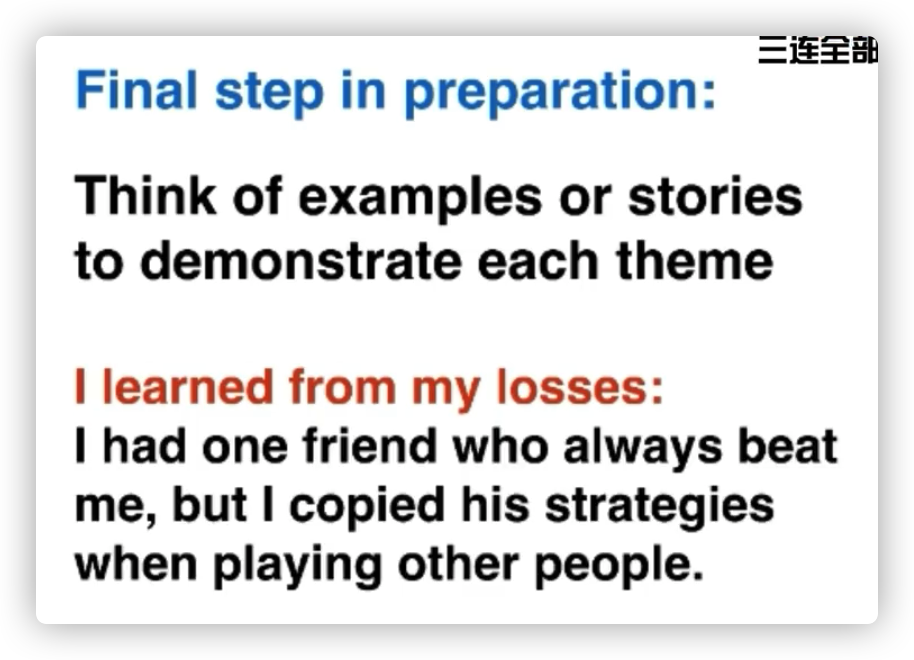 三连全部
Final step in preparation:
Think of examples or stories
to demonstrate each theme
I learned from my losses:
I had one friend who always beat
me, but I copied his strategies
when playing other people.